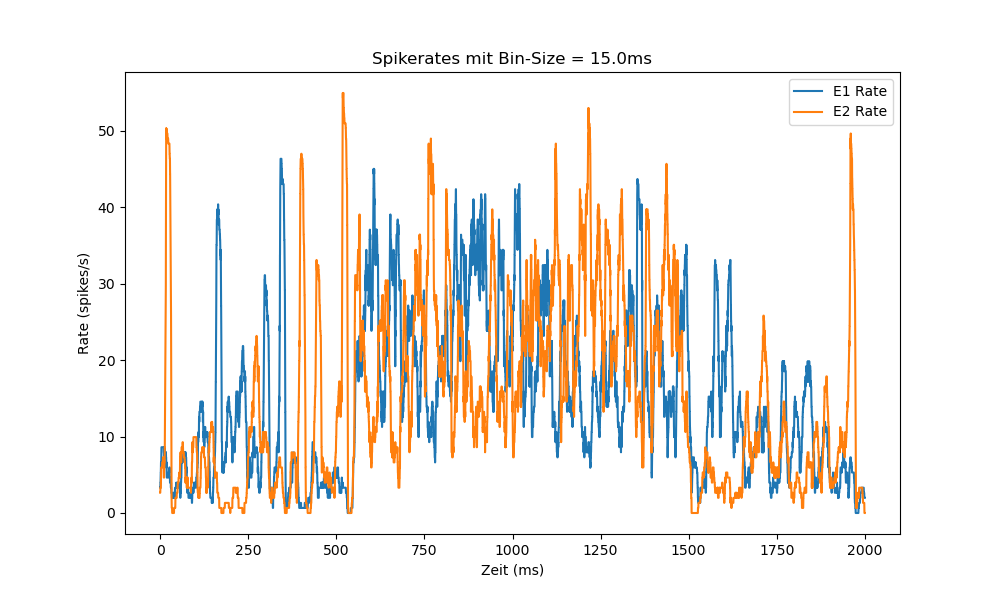 Spikerates mit Bin-Size = 15.0ms
E1 Rate
E2 Rate
Rate (spikes/s)
50
40
30
20
10
0
0 250 500 750 1000 1250 1500 1750 2000
Zeit (ms)